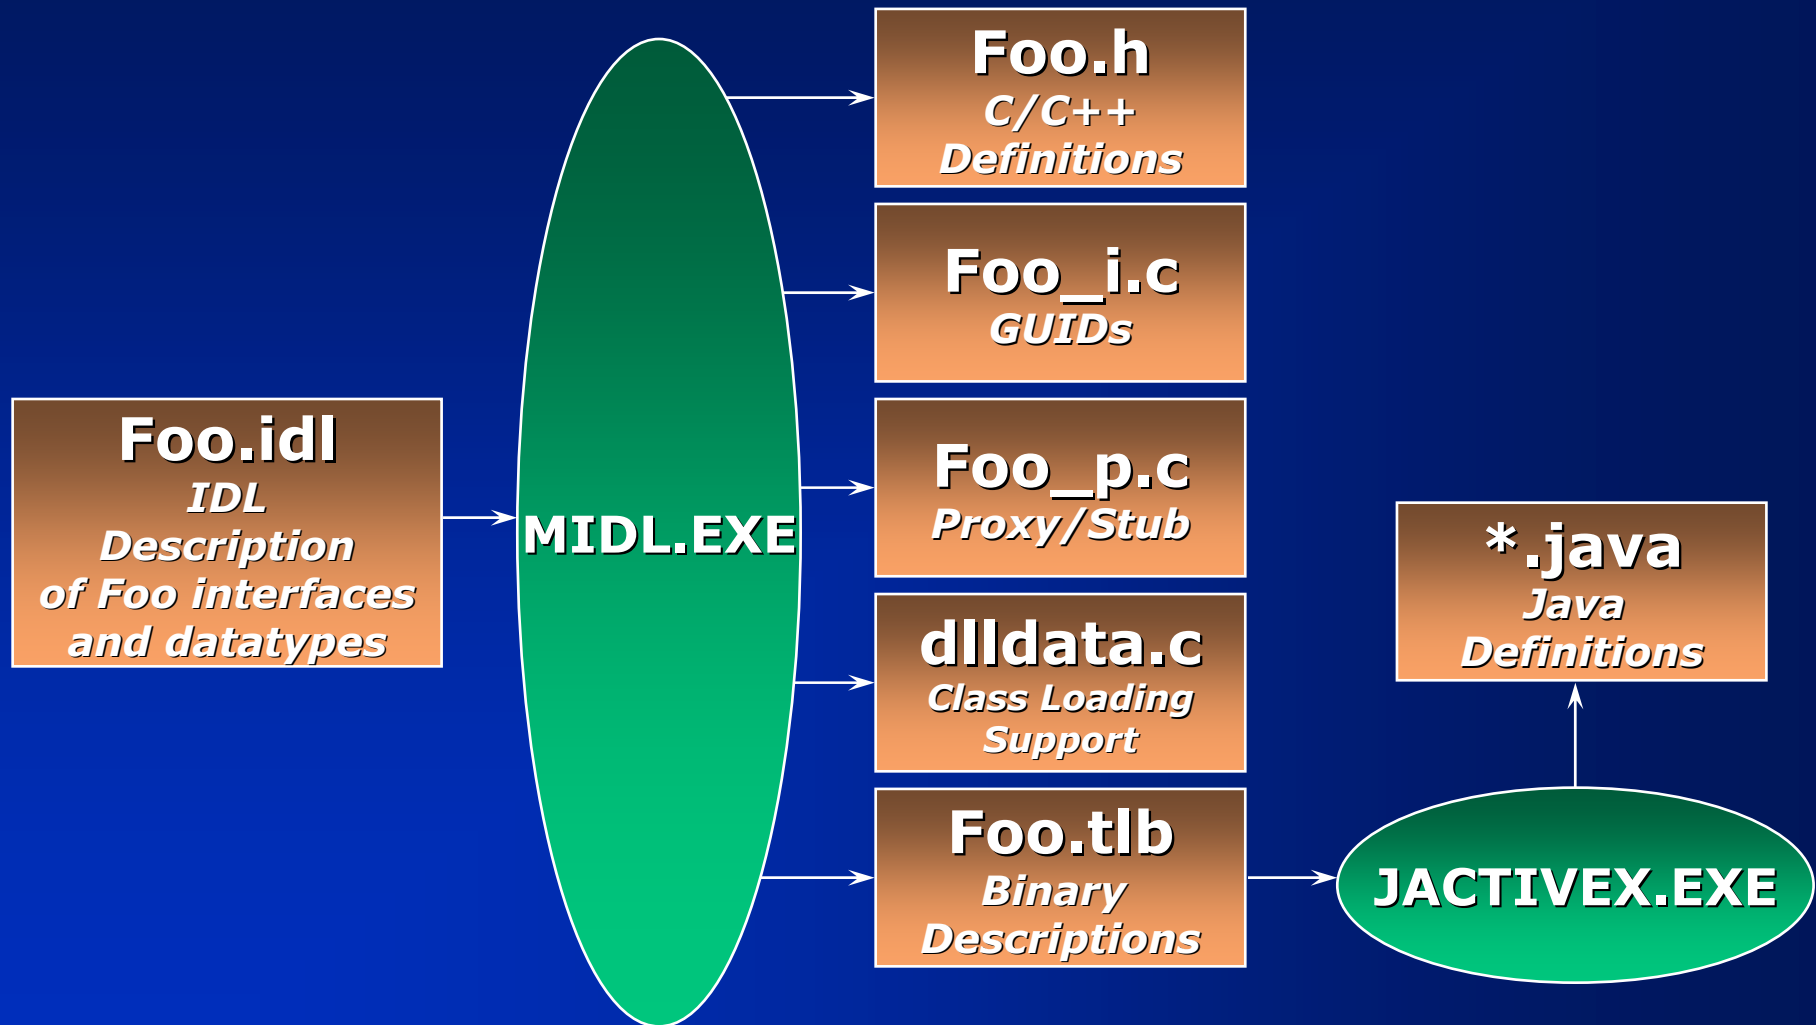 Foo.idl
IDL
Description
of Foo interfaces
and datatypes
MIDL.EXE
Foo.h
C/C++
Definitions
Foo_i.c
GUIDs
Foo_p.c
Proxy/Stub
dlldata.c
Class Loading
Support
Foo.tlb
Binary
Descriptions
*.java
Java
Definitions
JACTIVEX.EXE